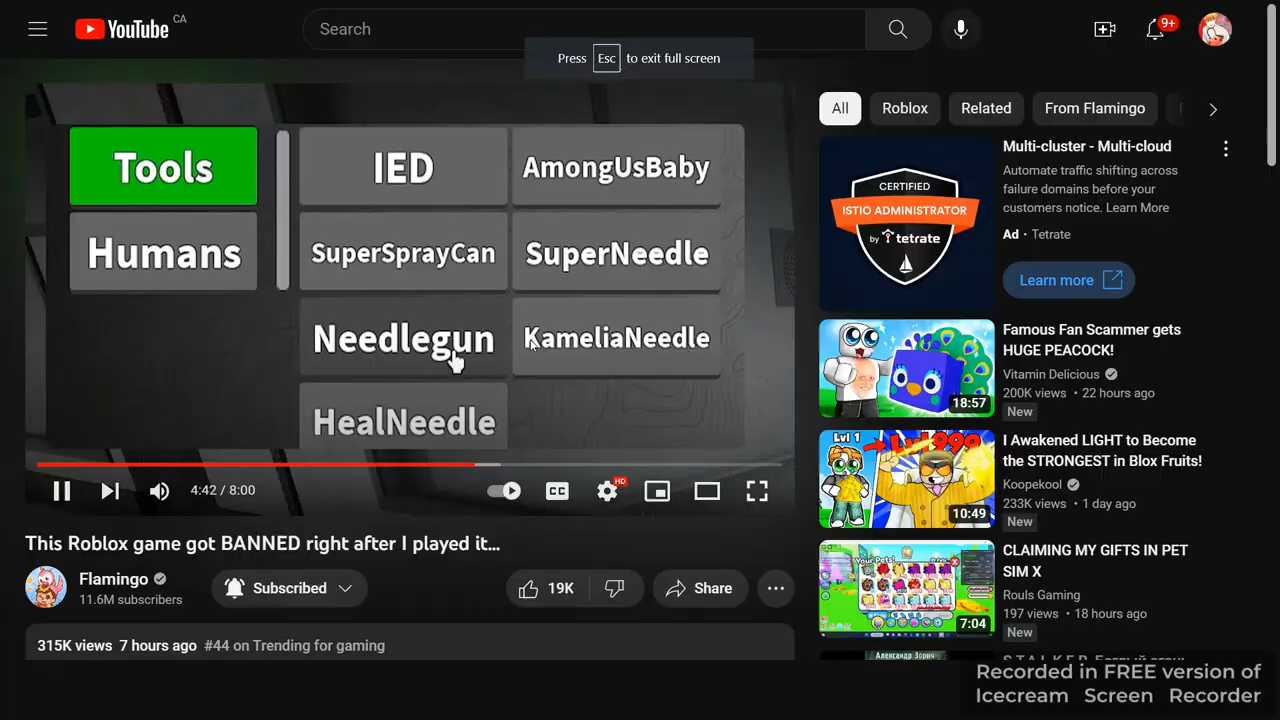 YouTube CA
Search
9+
Press Esc to exit full screen
Tools
Humans
IED
AmongUsBaby
SuperSprayCan
SuperNeedle
Needlegun
KameliaNeedle
HealNeedle
4:42 / 8:00
CC
HD
This Roblox game got BANNED right after I played it...
Flamingo
11.6M subscribers
Subscribed
19K
Share
315K views 7 hours ago #44 on Trending for gaming
All
Roblox
Related
From Flamingo
CERTIFIED
ISTIO ADMINISTRATOR
by tetrate
Multi-cluster - Multi-cloud
Automate traffic shifting across
failure domains before your
customers notice. Learn More
Ad · Tetrate
Learn more
18:57
Famous Fan Scammer gets
HUGE PEACOCK!
Vitamin Delicious
200K views · 22 hours ago
New
Lvl 1
Lvl 999
10:49
I Awakened LIGHT to Become
the STRONGEST in Blox Fruits!
Koopekool
233K views · 1 day ago
New
Your Pets!
7:04
CLAIMING MY GIFTS IN PET
SIM X
Rouls Gaming
197 views · 18 hours ago
New
Александр Зорич
Recorded in FREE version of
Icecream Screen Recorder